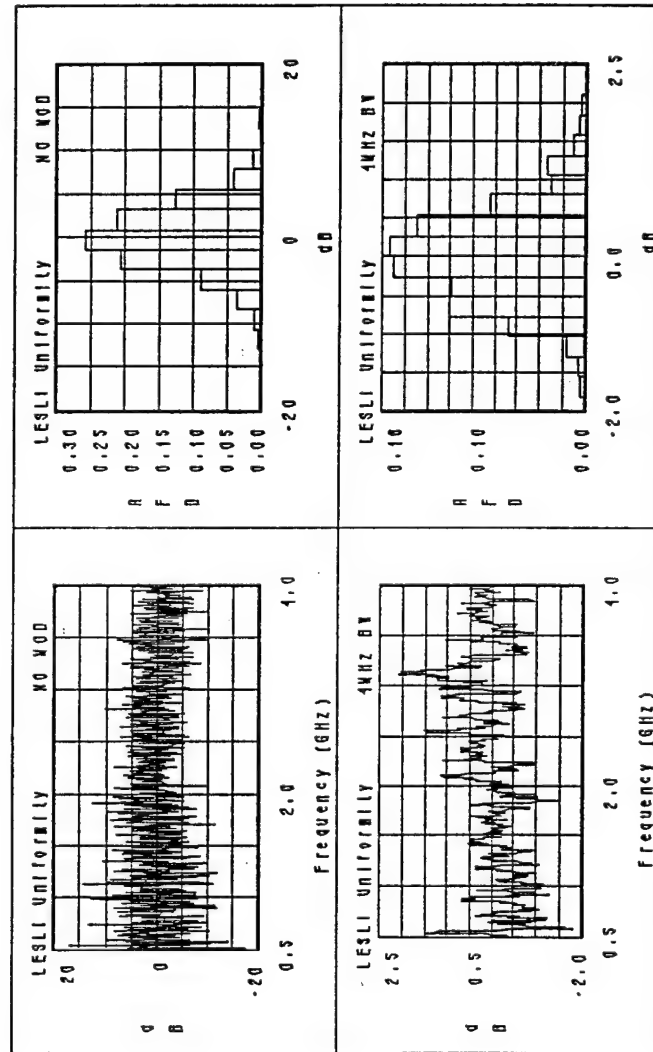 LESLI Uniformity NO MOD
20
0
-20
d
B
0.5 2.0 4.0
Frequency (GHz)
LESLI Uniformity NO MOD
0.30
0.25
0.20
0.15
0.10
0.05
0.00
R
F
D
-20 0 20
dB
LESLI Uniformity 4MHZ BW
2.5
0.5
-2.0
d
B
0.5 2.0 4.0
Frequency (GHz)
LESLI Uniformity 4MHZ BW
0.10
0.00
R
F
D
-2.0 0.0 2.5
dB